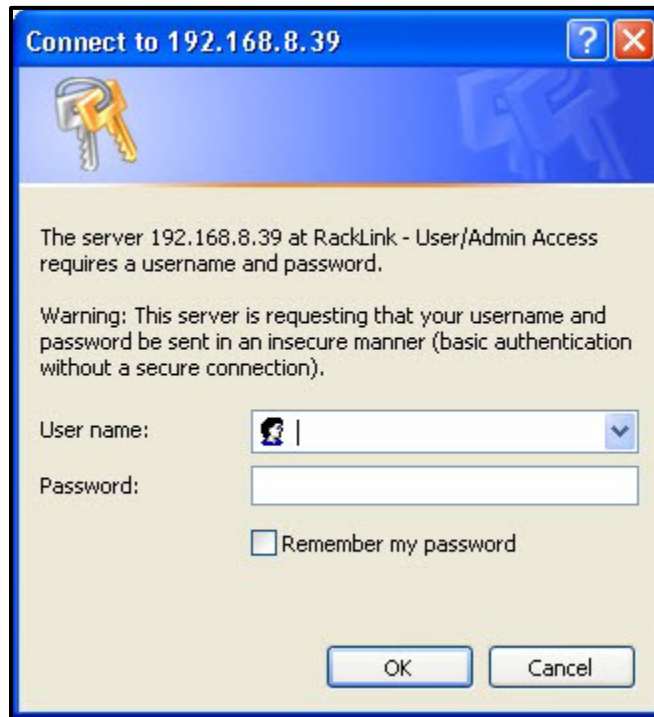 Connect to 192.168.8.39
?
The server 192.168.8.39 at RackLink - User/Admin Access
requires a username and password.
Warning: This server is requesting that your username and
password be sent in an insecure manner (basic authentication
without a secure connection).
User name:
Password:
Remember my password
OK Cancel